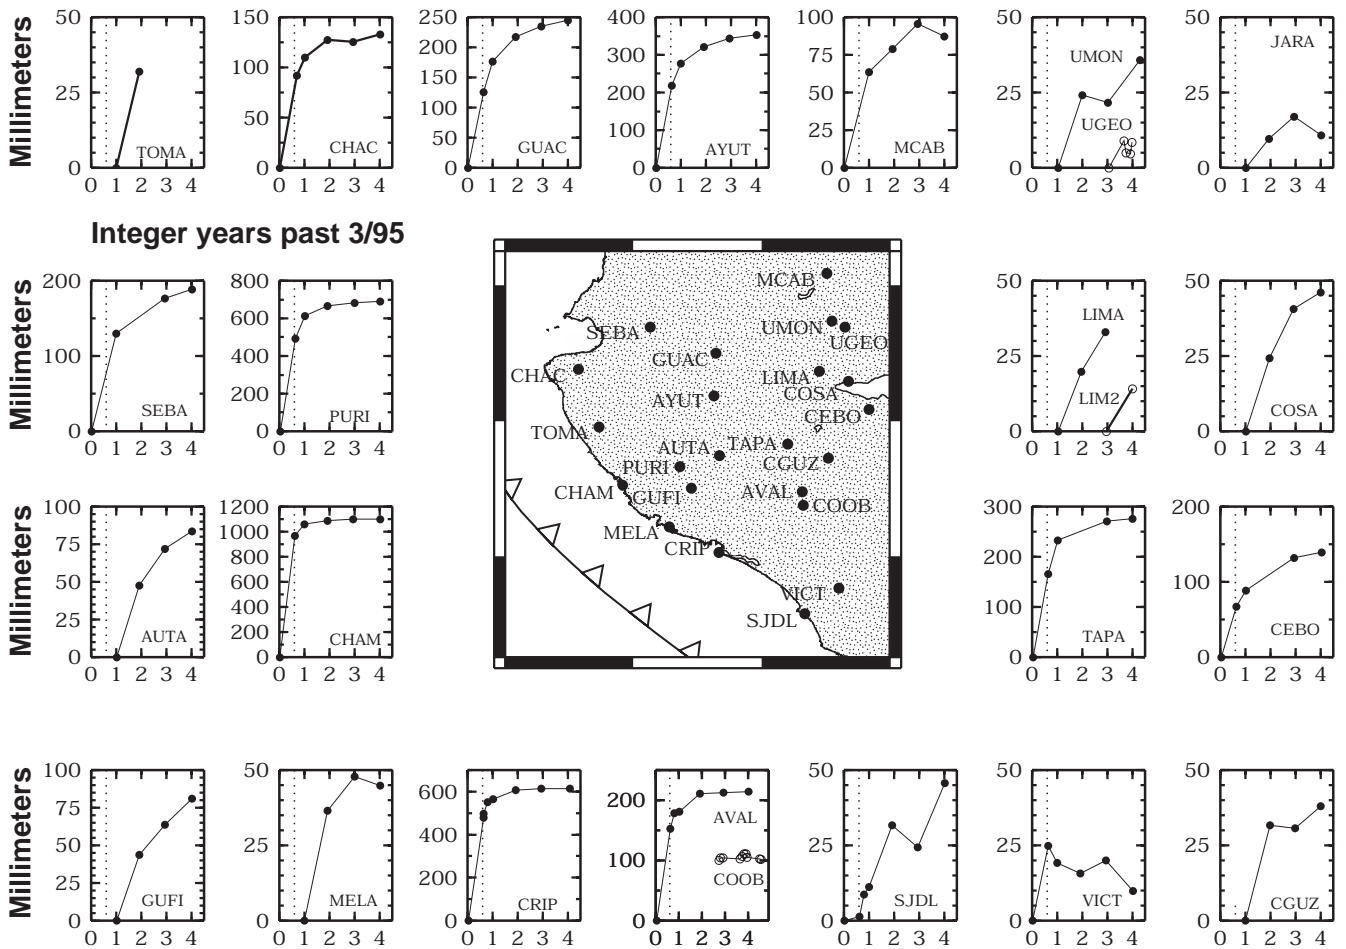 Millimeters
50
25
0
TOMA
0 1 2 3 4
150
125
100
75
50
25
0
CHAC
0 1 2 3 4
250
200
150
100
50
0
GUAC
0 1 2 3 4
400
300
200
100
0
AYUT
0 1 2 3 4
100
75
50
25
0
MCAB
0 1 2 3 4
50
25
0
UMON
UGEO
0 1 2 3 4
50
25
0
JARA
0 1 2 3 4
Integer years past 3/95
Millimeters
200
100
0
SEBA
0 1 2 3 4
800
600
400
200
0
PURI
0 1 2 3 4
MCAB
SEBA
UMON
UGEO
GUAC
CHAC
LIMA
COSA
AYUT
CEBO
TOMA
AUTA
TAPA
PURI
CGUZ
CHAM
GUFI
AVAL
COOB
MELA
CRIP
VICT
SJDL
50
25
0
LIMA
LIM2
0 1 2 3 4
50
25
0
COSA
0 1 2 3 4
Millimeters
100
75
50
25
0
AUTA
0 1 2 3 4
1200
1000
800
600
400
200
0
CHAM
0 1 2 3 4
300
200
100
0
TAPA
0 1 2 3 4
200
100
0
CEBO
0 1 2 3 4
Millimeters
100
75
50
25
0
GUFI
0 1 2 3 4
50
25
0
MELA
0 1 2 3 4
600
400
200
0
CRIP
0 1 2 3 4
200
100
0
AVAL
COOB
0 1 2 3 4
50
25
0
SJDL
0 1 2 3 4
50
25
0
VICT
0 1 2 3 4
50
25
0
CGUZ
0 1 2 3 4